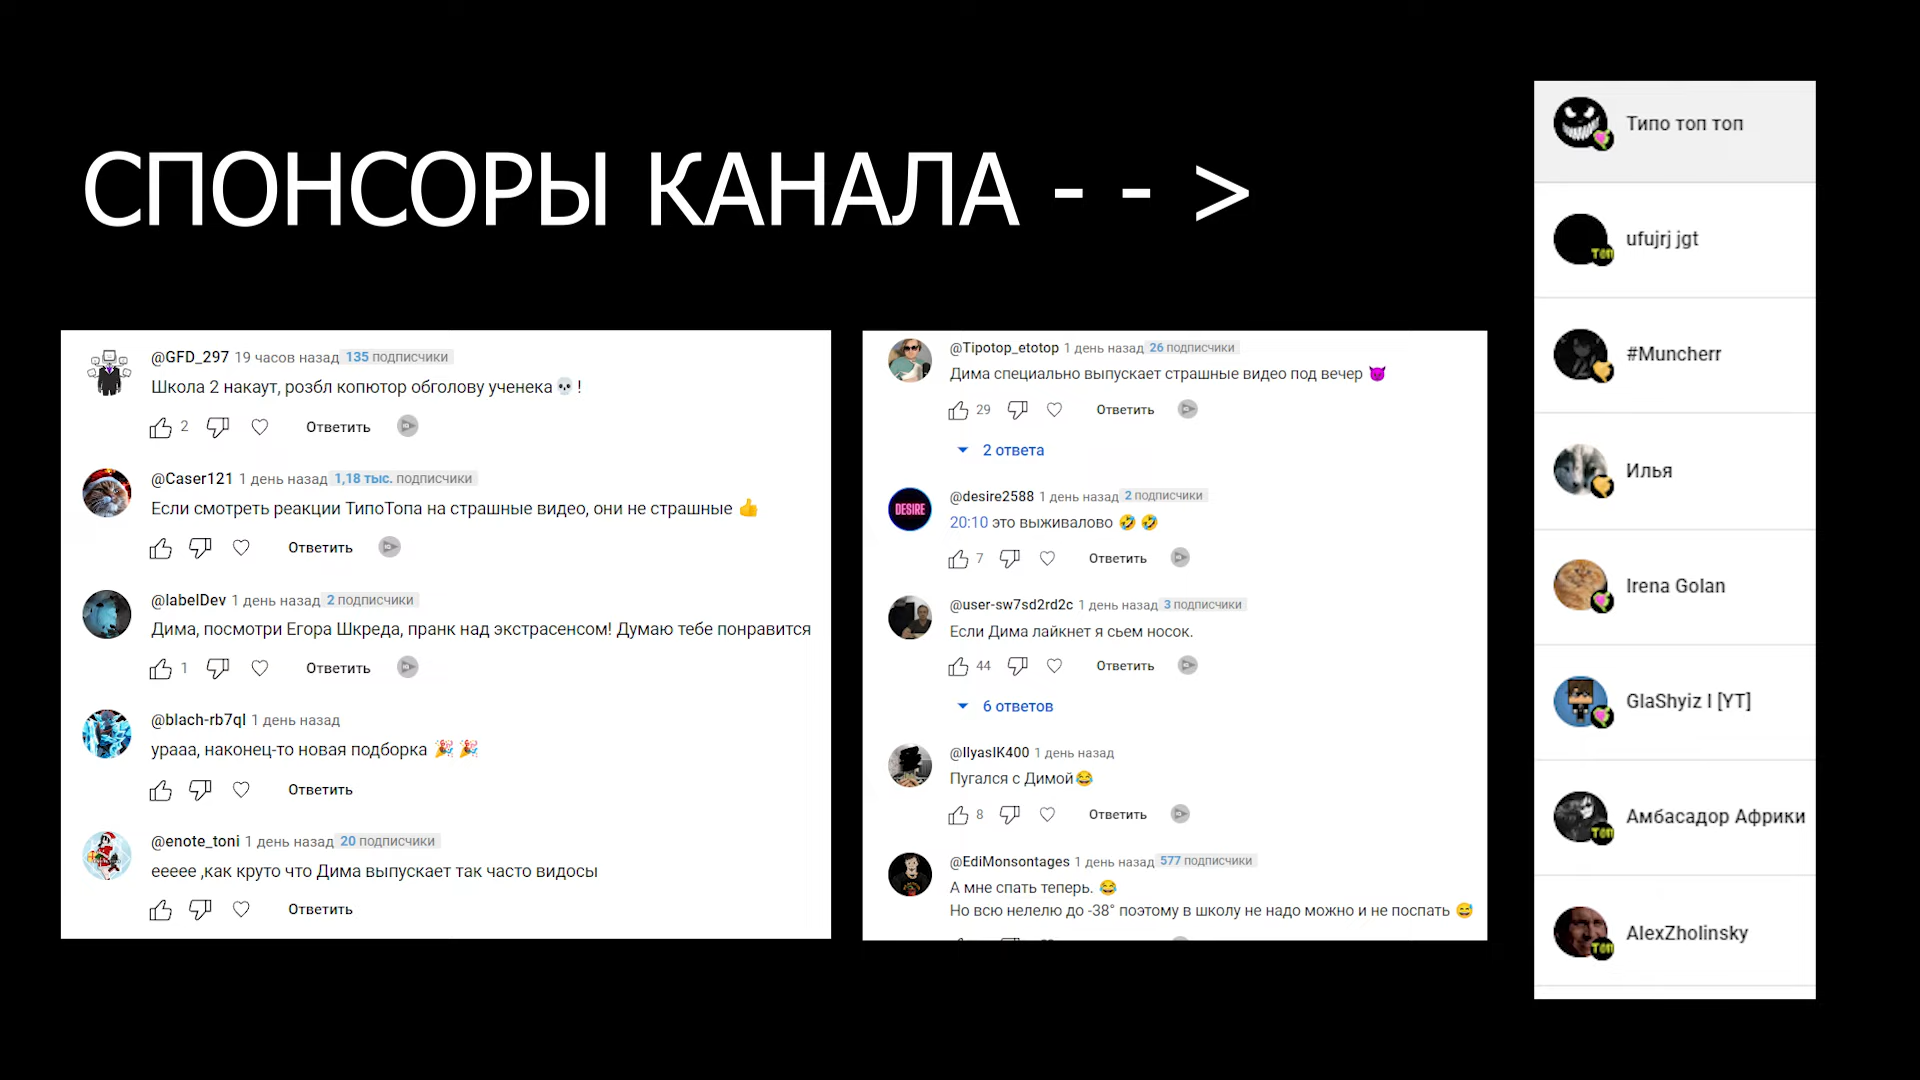 СПОНСОРЫ КАНАЛА - - >
@GFD_297 19 часов назад 135 подписчики
Школа 2 накаут, розбл копютор обголову ученека💀!
2 Ответить
@Caser121 1 день назад 1,18 тыс. подписчики
Если смотреть реакции ТипоТопа на страшные видео, они не страшные 👍
Ответить
@labelDev 1 день назад 2 подписчики
Дима, посмотри Егора Шкреда, пранк над экстрасенсом! Думаю тебе понравится
1 Ответить
@blach-rb7ql 1 день назад
урааа, наконец-то новая подборка 🎉 🎉
Ответить
@enote_toni 1 день назад 20 подписчики
еееее ,как круто что Дима выпускает так часто видосы
Ответить
@Tipotop_etotop 1 день назад 26 подписчики
Дима специально выпускает страшные видео под вечер 😈
29 Ответить
2 ответа
DESIRE
@desire2588 1 день назад 2 подписчики
20:10 это выживалово 🤣 🤣
7 Ответить
@user-sw7sd2rd2c 1 день назад 3 подписчики
Если Дима лайкнет я сьем носок.
44 Ответить
6 ответов
@IlyasIK400 1 день назад
Пугался с Димой😂
8 Ответить
@EdiMonsontages 1 день назад 577 подписчики
А мне спать теперь. 😂
Но всю нелелю до -38° поэтому в школу не надо можно и не поспать 😅
Типо топ топ
ufujrj jgt
Топ
#Muncherr
Илья
Irena Golan
GlaShyiz I [YT]
Амбасадор Африки
Топ
AlexZholinsky
Топ